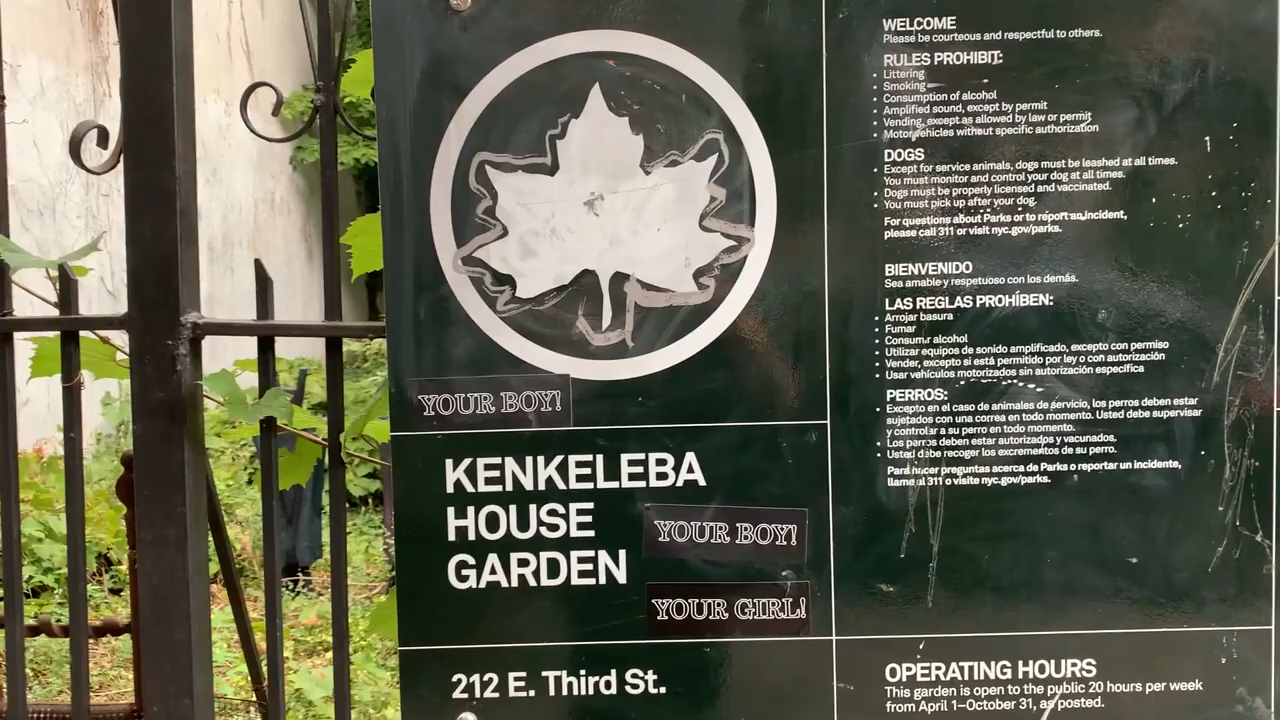 YOUR BOY!
KENKELEBA
HOUSE
GARDEN
YOUR BOY!
YOUR GIRL!
212 E. Third St.
WELCOME
Please be courteous and respectful to others.
RULES PROHIBIT:
• Littering
• Smoking
• Consumption of alcohol
• Amplified sound, except by permit
• Vending, except as allowed by law or permit
• Motor vehicles without specific authorization
DOGS
• Except for service animals, dogs must be leashed at all times.
You must monitor and control your dog at all times.
• Dogs must be properly licensed and vaccinated.
• You must pick up after your dog.
For questions about Parks or to report an incident,
please call 311 or visit nyc.gov/parks.
BIENVENIDO
Sea amable y respetuoso con los demás.
LAS REGLAS PROHÍBEN:
• Arrojar basura
• Fumar
• Consumir alcohol
• Utilizar equipos de sonido amplificado, excepto con permiso
• Vender, excepto si está permitido por ley o con autorización
• Usar vehículos motorizados sin autorización específica
PERROS:
• Excepto en el caso de animales de servicio, los perros deben estar
sujetados con una correa en todo momento. Usted debe supervisar
y controlar a su perro en todo momento.
• Los perros deben estar autorizados y vacunados.
• Usted debe recoger los excrementos de su perro.
Para hacer preguntas acerca de Parks o reportar un incidente,
llame al 311 o visite nyc.gov/parks.
OPERATING HOURS
This garden is open to the public 20 hours per week
from April 1–October 31, as posted.